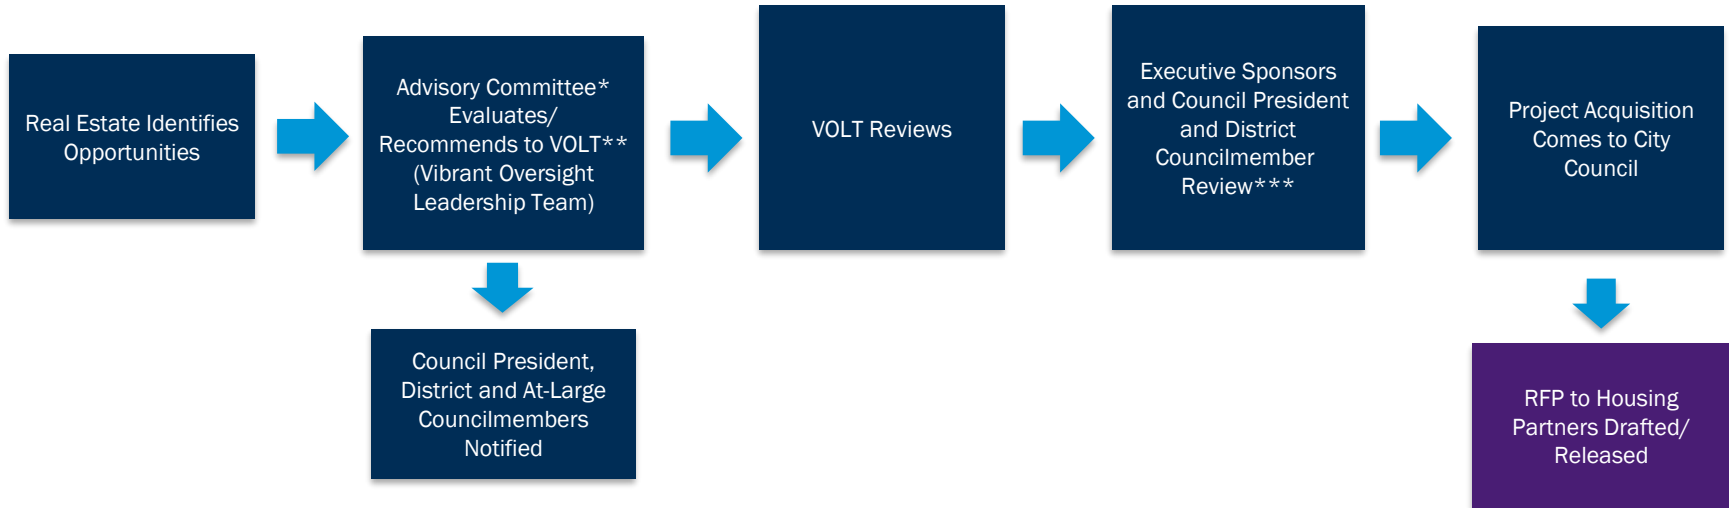 Real Estate Identifies
Opportunities
Advisory Committee*
Evaluates/
Recommends to VOLT**
(Vibrant Oversight
Leadership Team)
Council President,
District and At-Large
Councilmembers
Notified
VOLT Reviews
Executive Sponsors
and Council President
and District
Councilmember
Review***
Project Acquisition
Comes to City
Council
RFP to Housing
Partners Drafted/
Released